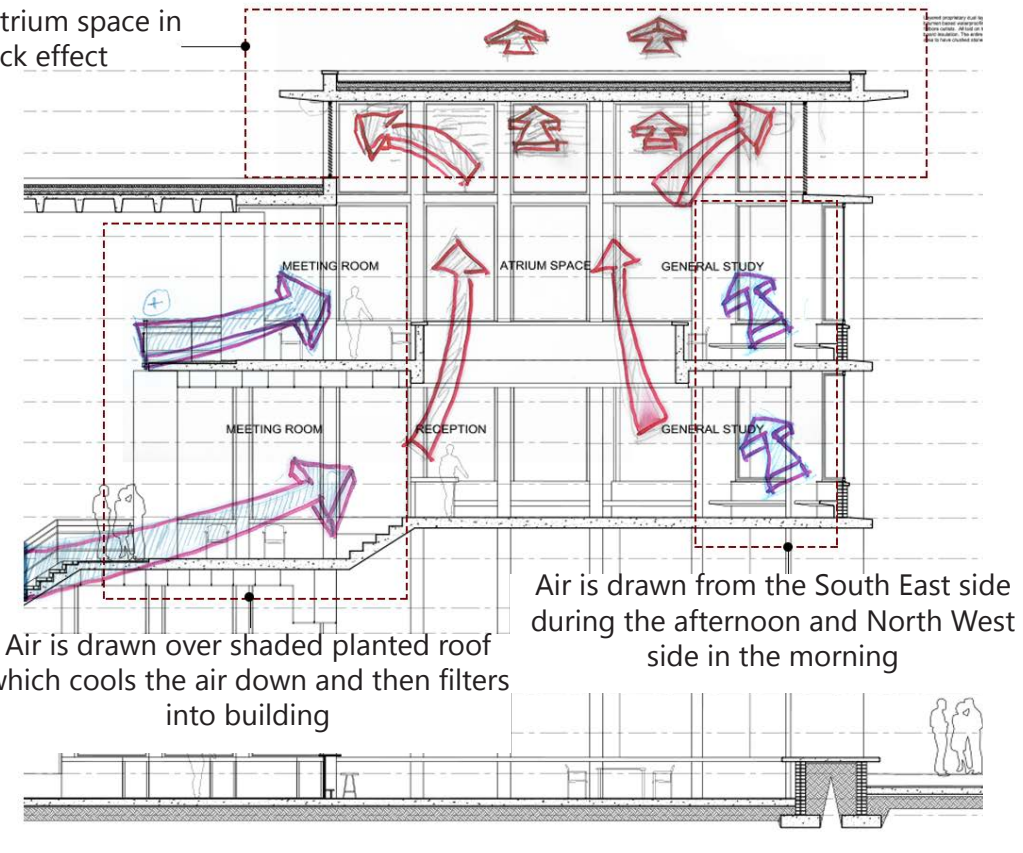 trium space in
ck effect
MEETING ROOM
ATRIUM SPACE
GENERAL STUDY
MEETING ROOM
RECEPTION
GENERAL STUDY
Air is drawn from the South East side
during the afternoon and North West
side in the morning
Air is drawn over shaded planted roof
which cools the air down and then filters
into building